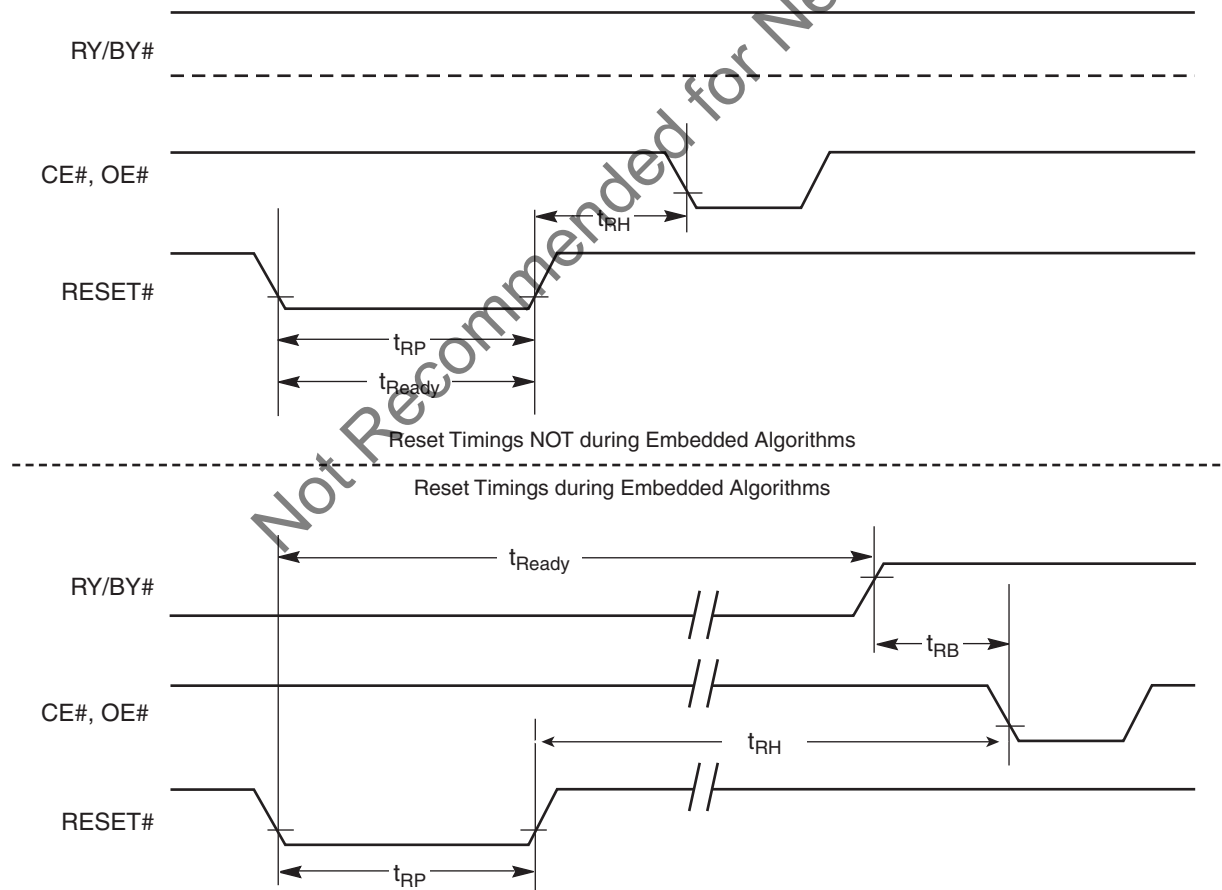 RY/BY#
CE#, OE#
tRH
RESET#
tRP
tReady
Reset Timings NOT during Embedded Algorithms
Reset Timings during Embedded Algorithms
tReady
RY/BY#
tRB
CE#, OE#
tRH
RESET#
tRP
Not Recommended for Ne